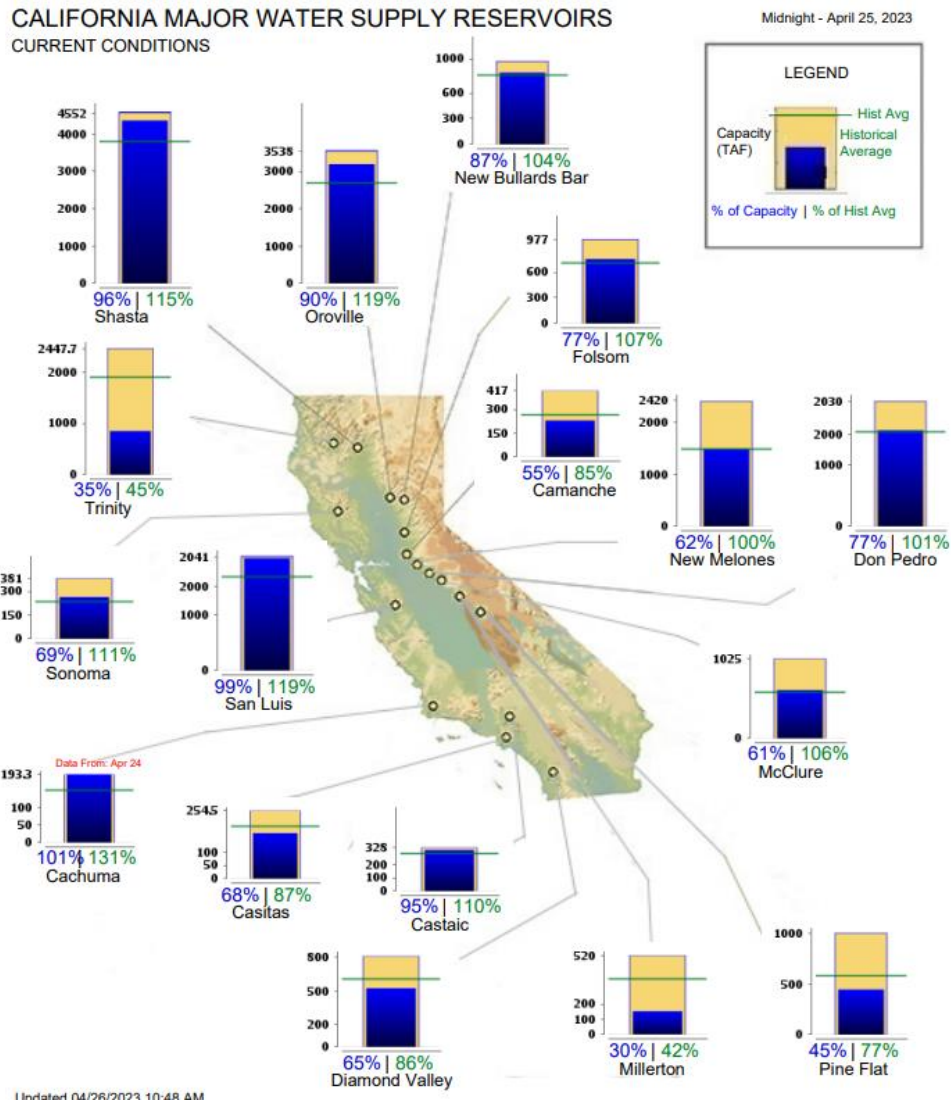 CALIFORNIA MAJOR WATER SUPPLY RESERVOIRS
CURRENT CONDITIONS
Midnight - April 25, 2023
LEGEND
Capacity
(TAF)
Hist Avg
Historical
Average
% of Capacity | % of Hist Avg
1000
600
300
0
87% | 104%
New Bullards Bar
4552
4000
3000
2000
1000
0
96% | 115%
Shasta
3538
3000
2000
1000
0
90% | 119%
Oroville
977
600
300
0
77% | 107%
Folsom
2447.7
2000
1000
0
35% | 45%
Trinity
417
300
150
0
55% | 85%
Camanche
2420
2000
1000
0
62% | 100%
New Melones
2030
2000
1000
0
77% | 101%
Don Pedro
381
300
150
0
69% | 111%
Sonoma
2041
2000
1000
0
99% | 119%
San Luis
1025
0
61% | 106%
McClure
Data From: Apr 24
193.3
100
50
0
101% | 131%
Cachuma
254.5
100
50
0
68% | 87%
Casitas
328
200
100
0
95% | 110%
Castaic
800
500
200
0
65% | 86%
Diamond Valley
520
200
100
0
30% | 42%
Millerton
1000
500
0
45% | 77%
Pine Flat
Updated 04/26/2023 10:48 AM